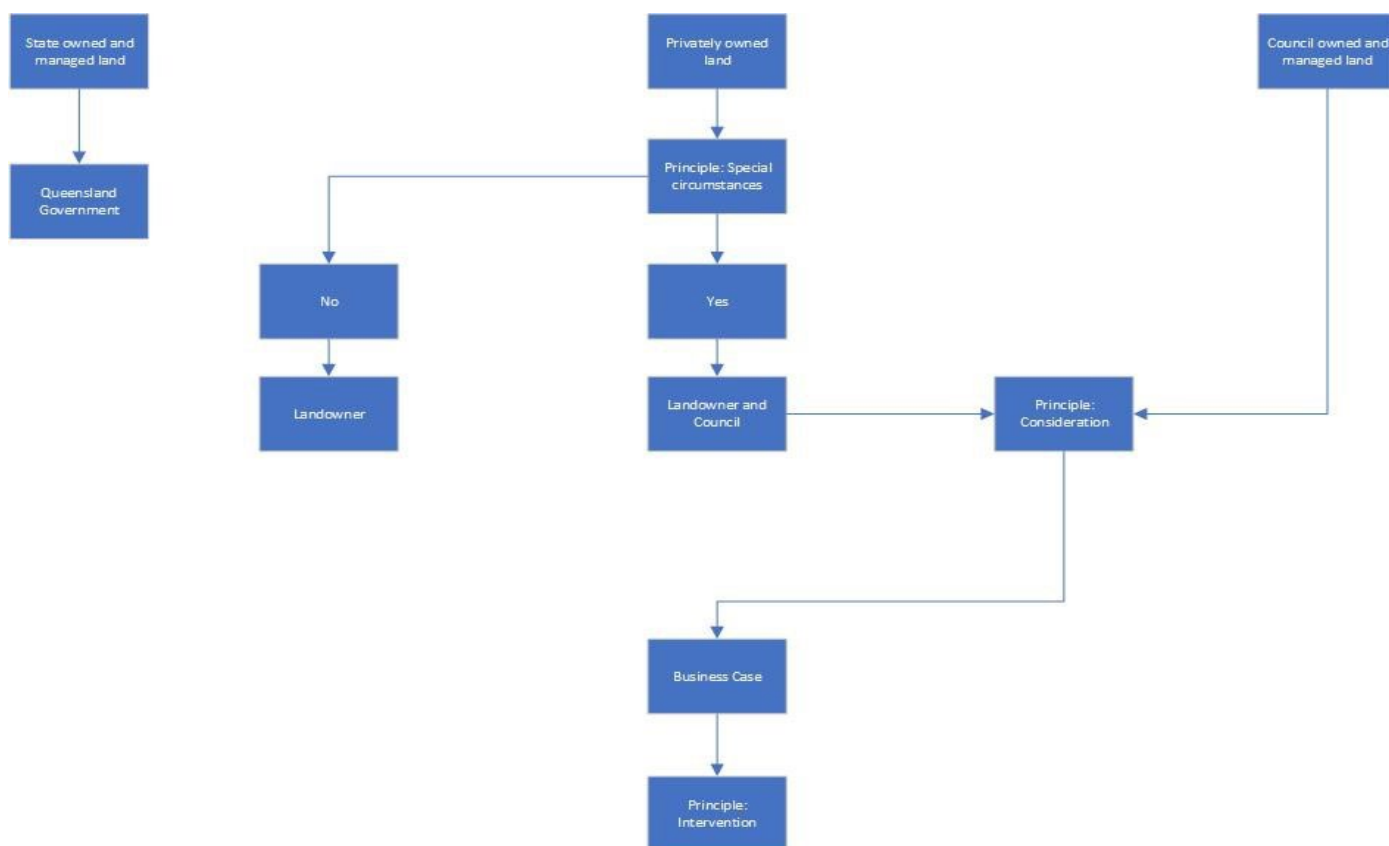 State owned and
managed land
Privately owned
land
Council owned and
managed land
Queensland
Government
Principle: Special
circumstances
No
Yes
Landowner
Landowner and
Council
Principle:
Consideration
Business Case
Principle:
Intervention